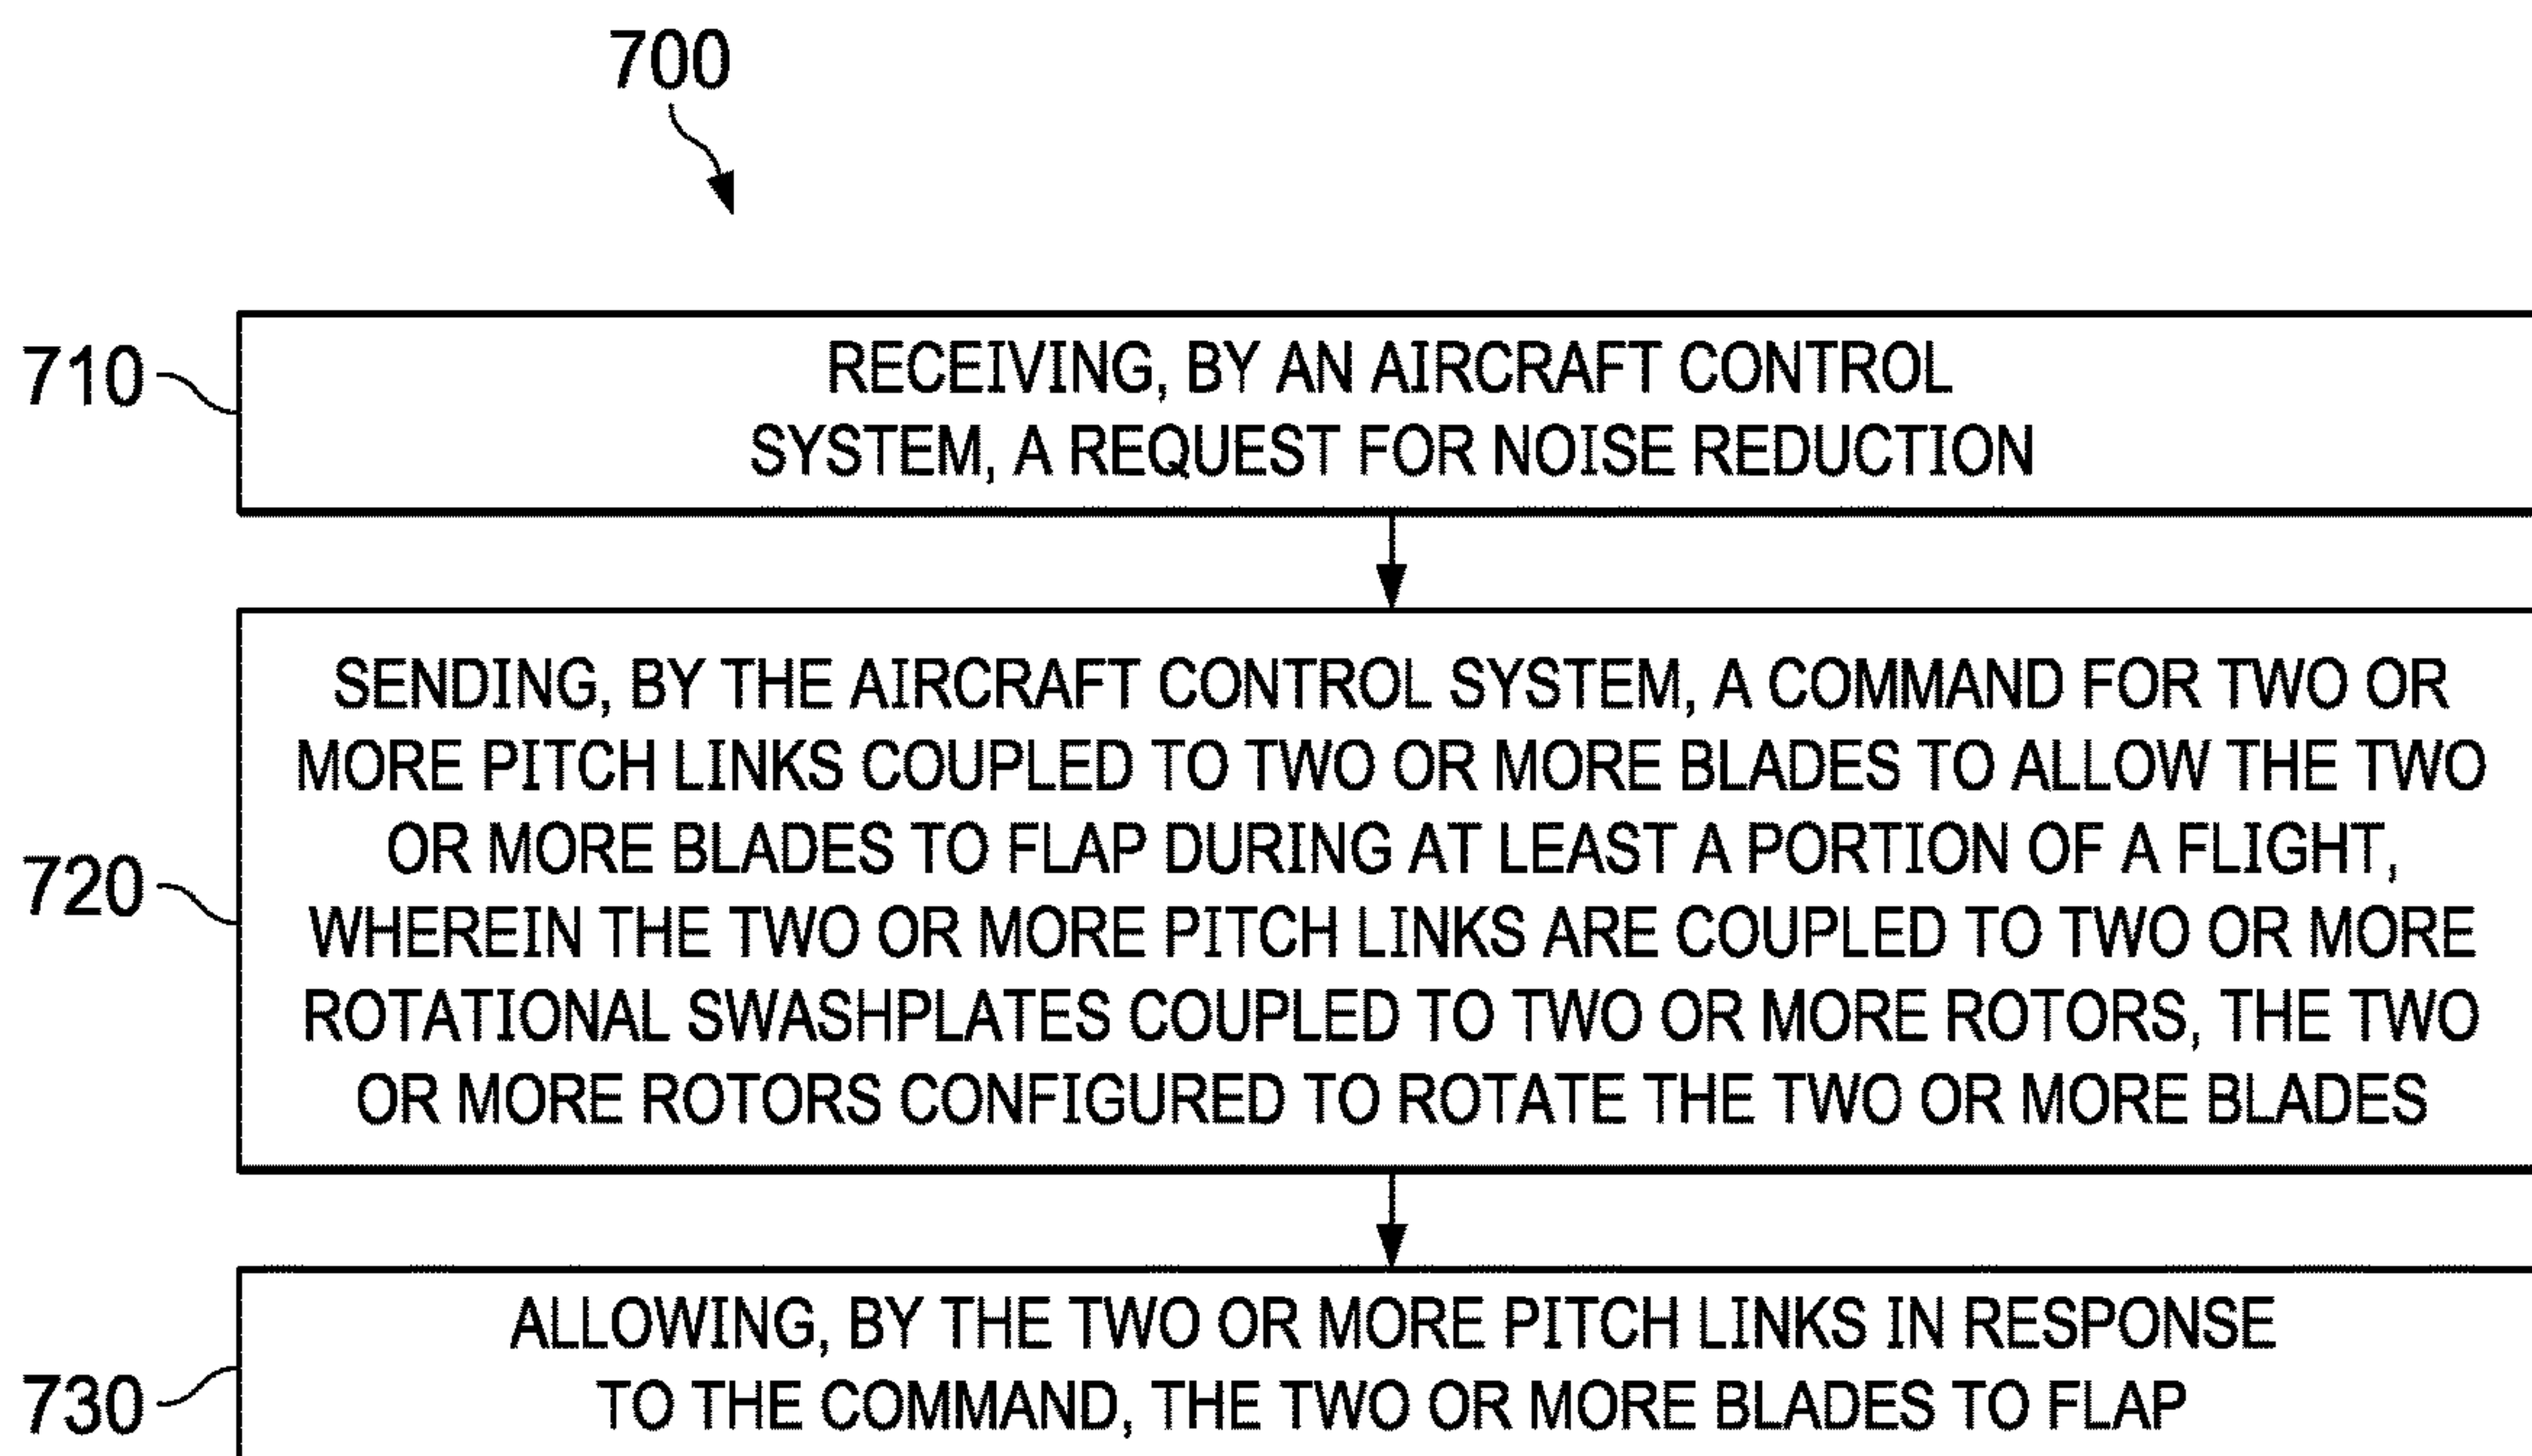 700
710
RECEIVING, BY AN AIRCRAFT CONTROL
SYSTEM, A REQUEST FOR NOISE REDUCTION
720
SENDING, BY THE AIRCRAFT CONTROL SYSTEM, A COMMAND FOR TWO OR
MORE PITCH LINKS COUPLED TO TWO OR MORE BLADES TO ALLOW THE TWO
OR MORE BLADES TO FLAP DURING AT LEAST A PORTION OF A FLIGHT,
WHEREIN THE TWO OR MORE PITCH LINKS ARE COUPLED TO TWO OR MORE
ROTATIONAL SWASHPLATES COUPLED TO TWO OR MORE ROTORS, THE TWO
OR MORE ROTORS CONFIGURED TO ROTATE THE TWO OR MORE BLADES
730
ALLOWING, BY THE TWO OR MORE PITCH LINKS IN RESPONSE
TO THE COMMAND, THE TWO OR MORE BLADES TO FLAP